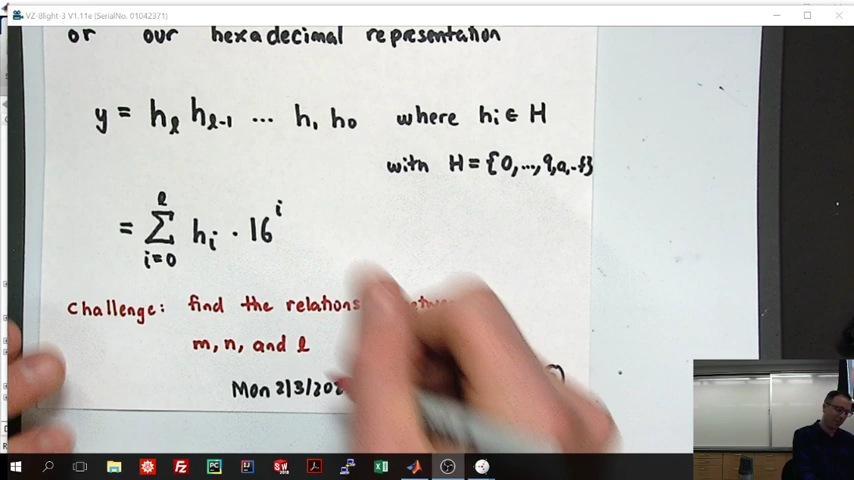 VZ-8light-3 V1.11e (SerialNo. 01042371)
or our hexadecimal representation
y = hℓ hℓ-1 ... h1 h0 where hi ∈ H
with H = {0,...,9,a,..f}
= ∑ i=0 ℓ hi · 16^i
Challenge: find the relations
m, n, and ℓ
Mon 2/3/202